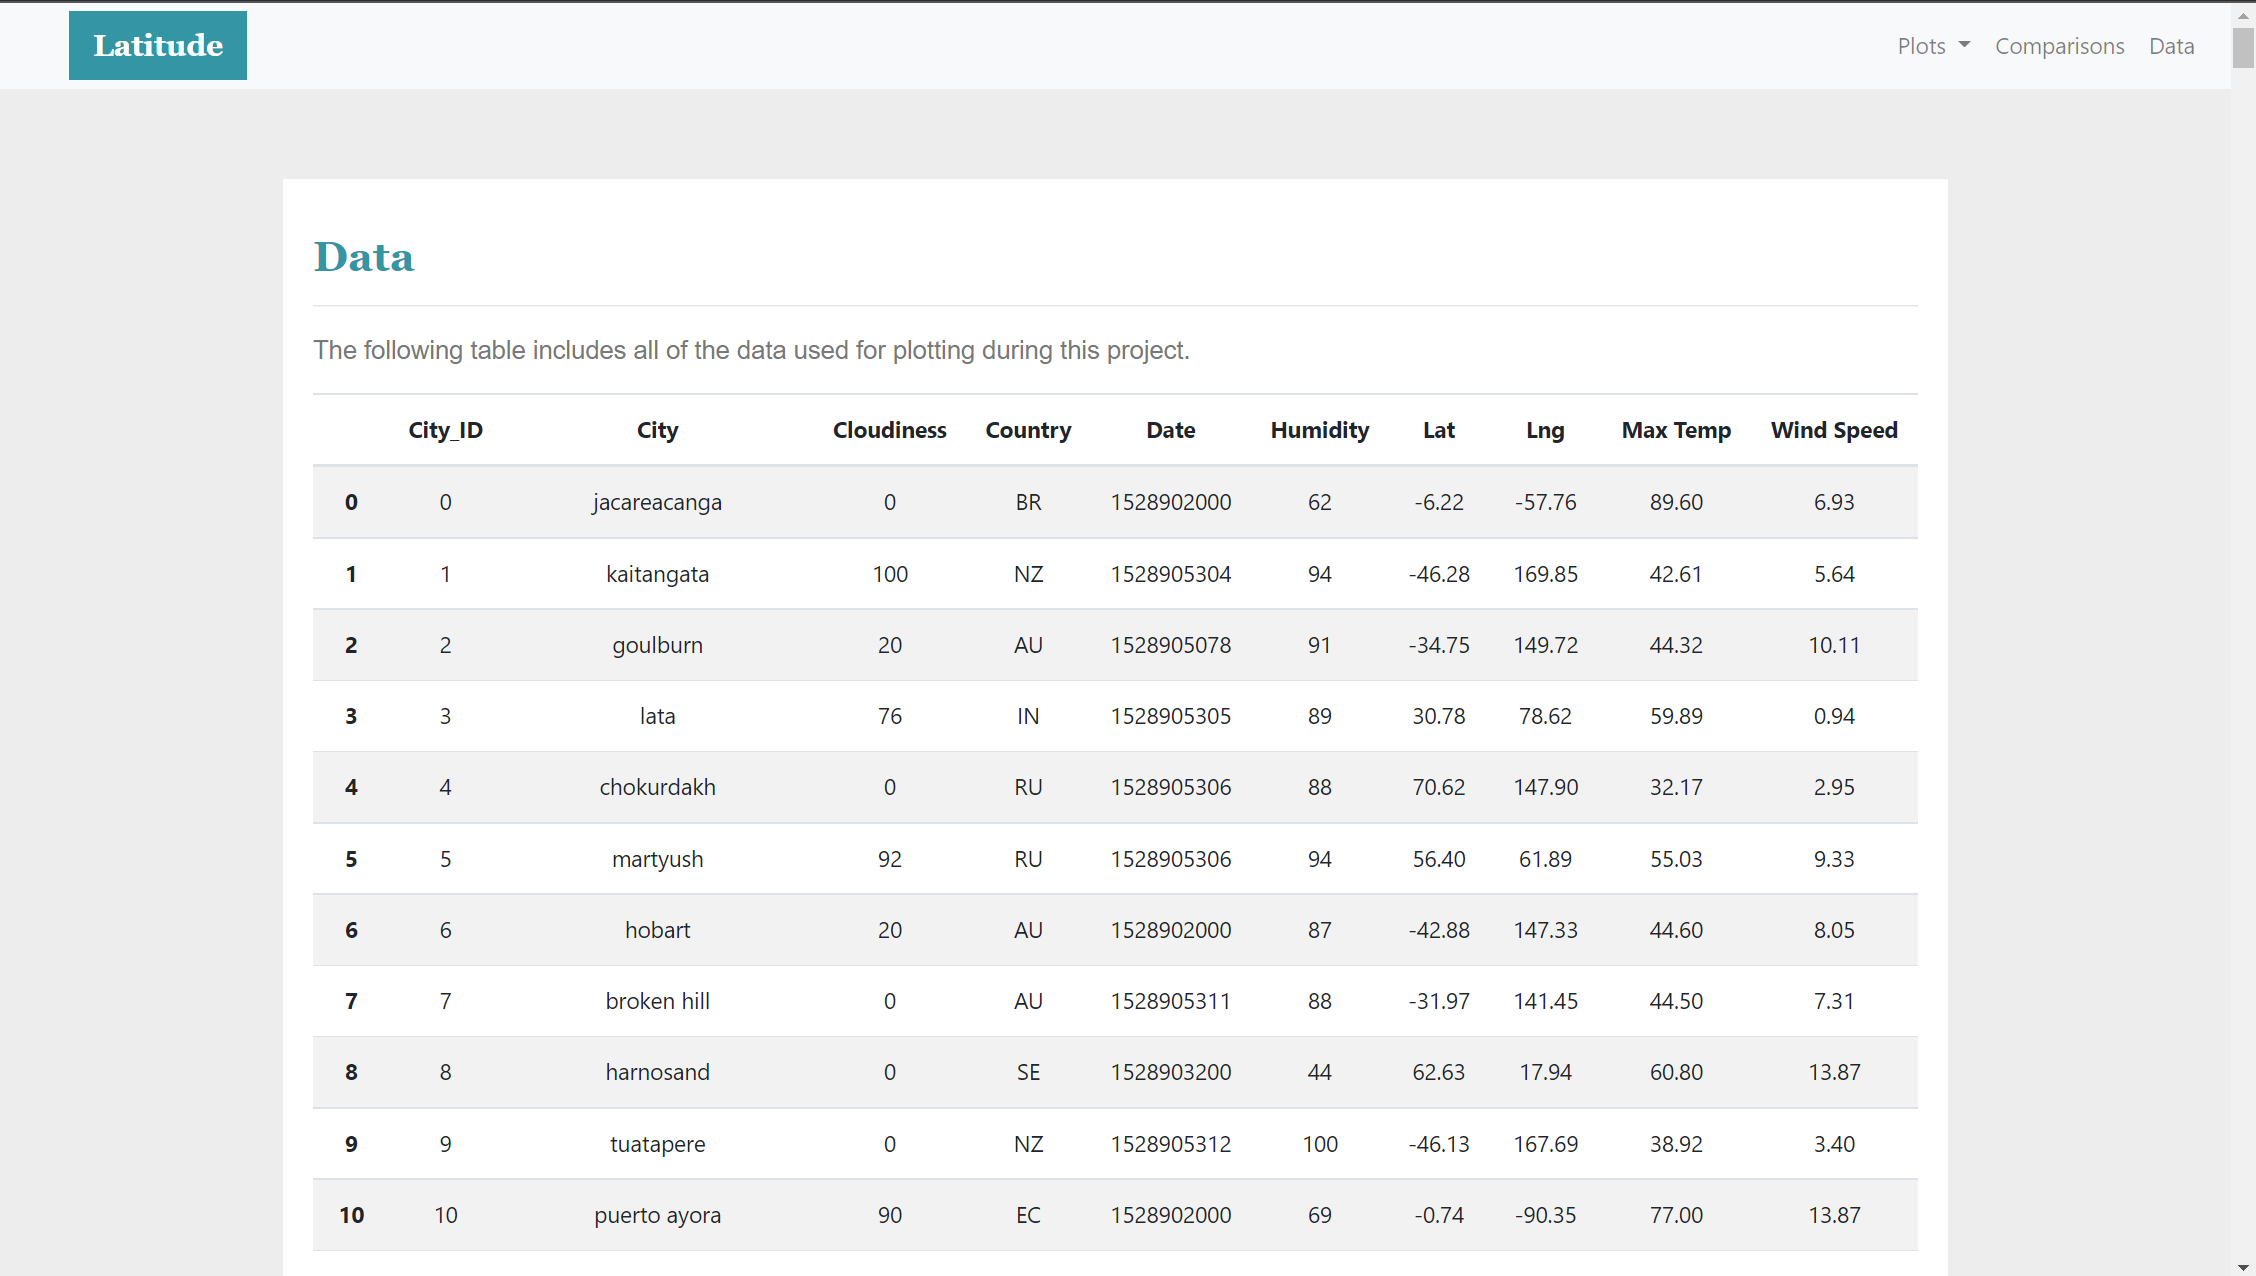 Latitude
Plots Comparisons Data
Data
The following table includes all of the data used for plotting during this project.
City_ID City Cloudiness Country Date Humidity Lat Lng Max Temp Wind Speed
0 0 jacareacanga 0 BR 1528902000 62 -6.22 -57.76 89.60 6.93
1 1 kaitangata 100 NZ 1528905304 94 -46.28 169.85 42.61 5.64
2 2 goulburn 20 AU 1528905078 91 -34.75 149.72 44.32 10.11
3 3 lata 76 IN 1528905305 89 30.78 78.62 59.89 0.94
4 4 chokurdakh 0 RU 1528905306 88 70.62 147.90 32.17 2.95
5 5 martyush 92 RU 1528905306 94 56.40 61.89 55.03 9.33
6 6 hobart 20 AU 1528902000 87 -42.88 147.33 44.60 8.05
7 7 broken hill 0 AU 1528905311 88 -31.97 141.45 44.50 7.31
8 8 harnosand 0 SE 1528903200 44 62.63 17.94 60.80 13.87
9 9 tuatapere 0 NZ 1528905312 100 -46.13 167.69 38.92 3.40
10 10 puerto ayora 90 EC 1528902000 69 -0.74 -90.35 77.00 13.87